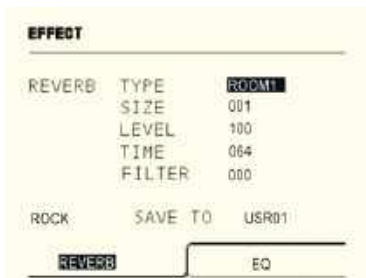 EFFECT
REVERB TYPE ROOM1
SIZE 001
LEVEL 100
TIME 064
FILTER 000
ROCK SAVE TO USR01
REVERB EQ